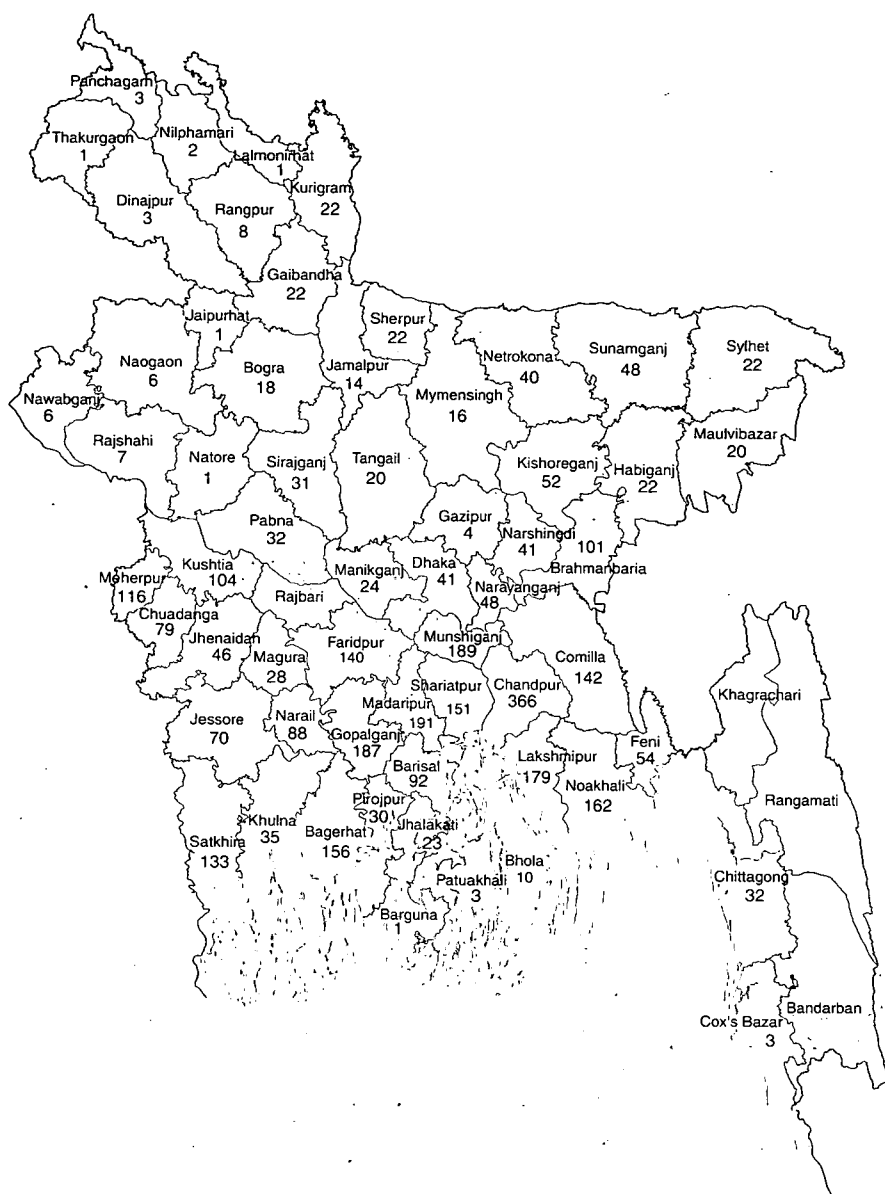 Panchagarh
3
Thakurgaon
1
Nilphamari
2
Lalmonirhat
1
Kurigram
22
Dinajpur
3
Rangpur
8
Gaibandha
22
Jaipurhat
1
Sherpur
22
Naogaon
6
Bogra
18
Jamalpur
14
Netrokona
40
Sunamganj
48
Sylhet
22
Nawabganj
6
Mymensingh
16
Rajshahi
7
Natore
1
Sirajganj
31
Tangail
20
Kishoreganj
52
Habiganj
22
Maulvibazar
20
Pabna
32
Gazipur
4
Narshingdi
41
101
Brahmanbaria
Meherpur
116
Kushtia
104
Rajbari
Manikganj
24
Dhaka
41
Narayanganj
48
Chuadanga
79
Jhenaidah
46
Magura
28
Faridpur
140
Munshiganj
189
Comilla
142
Shariatpur
151
Chandpur
366
Khagrachari
Jessore
70
Narail
88
Madaripur
191
Gopalganj
187
Barisal
92
Lakshmipur
179
Feni
54
Noakhali
162
Rangamati
Satkhira
133
Khulna
35
Bagerhat
156
Pirojpur
30
Jhalakati
23
Bhola
10
Patuakhali
3
Barguna
1
Chittagong
32
Cox's Bazar
3
Bandarban